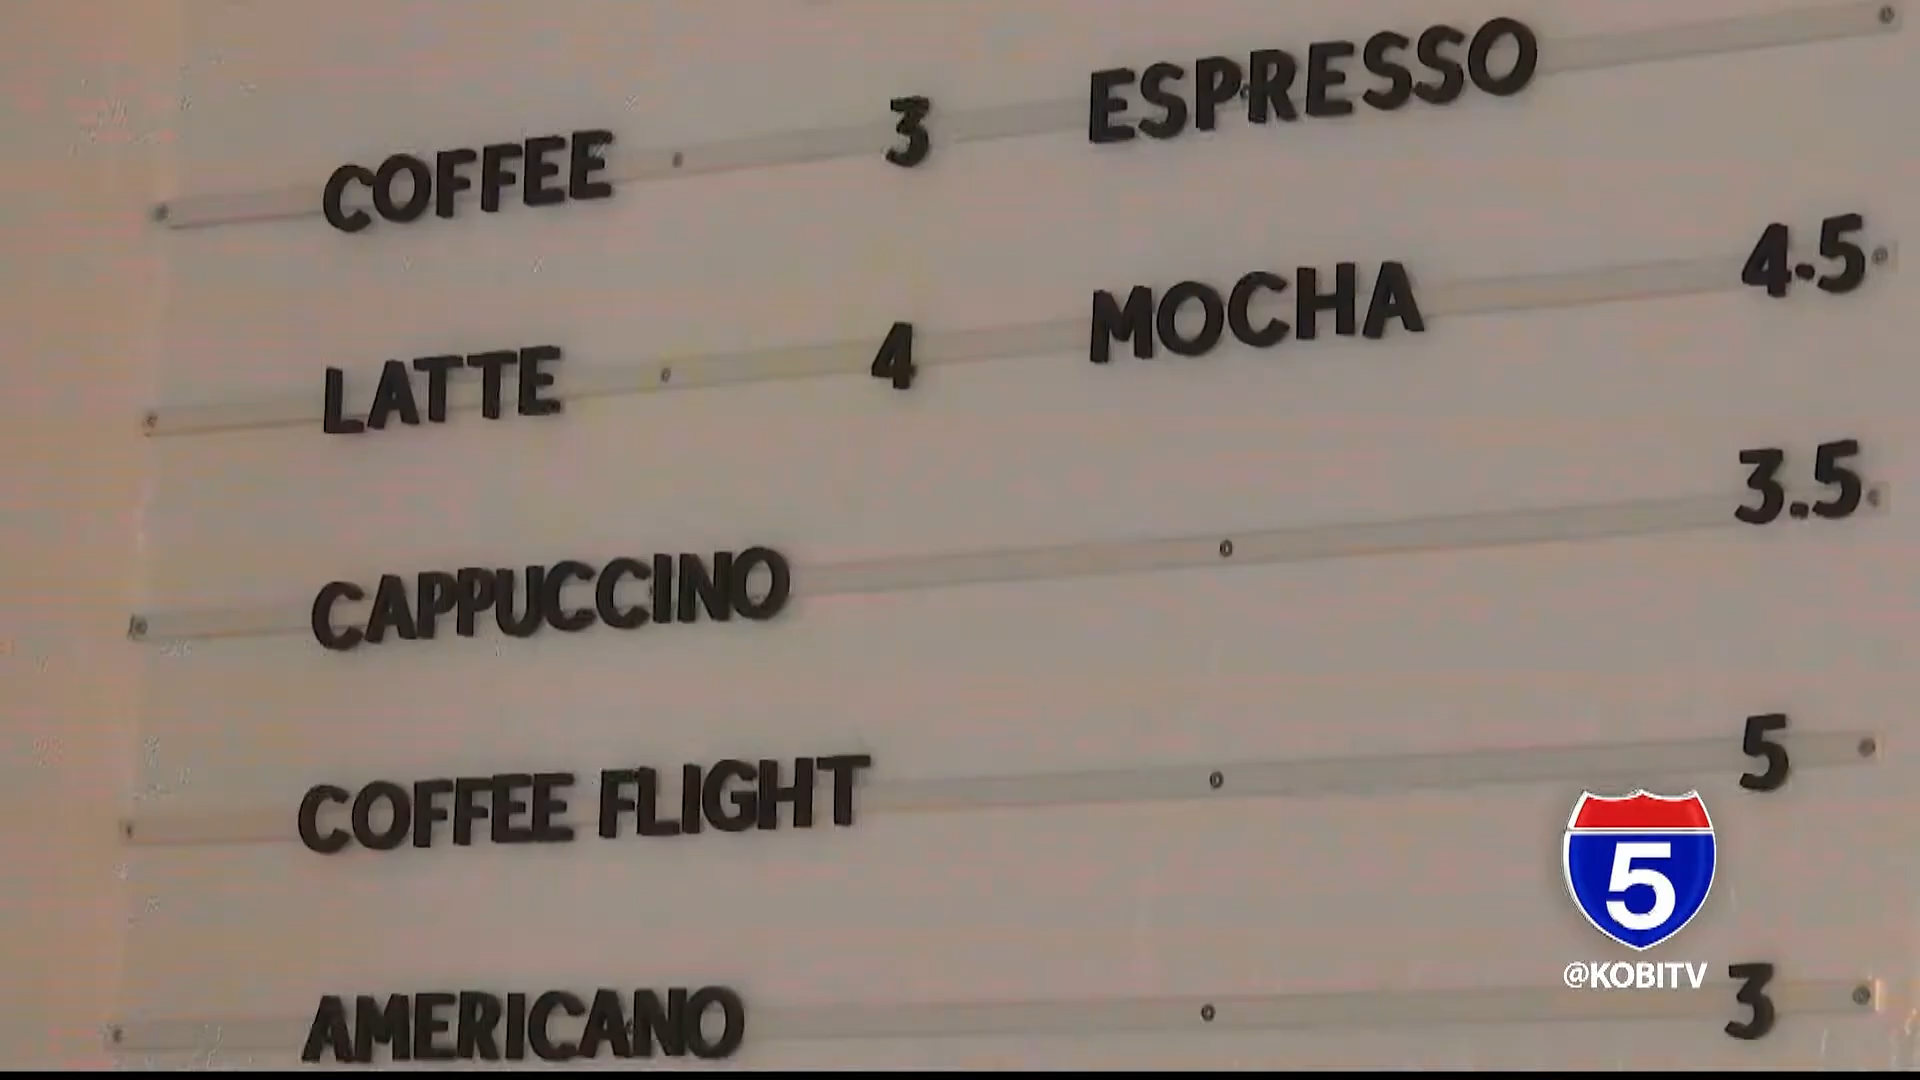 COFFEE 3 ESPRESSO
LATTE 4 MOCHA 4.5
CAPPUCCINO 3.5
COFFEE FLIGHT 5
AMERICANO 3
5
@KOBITV